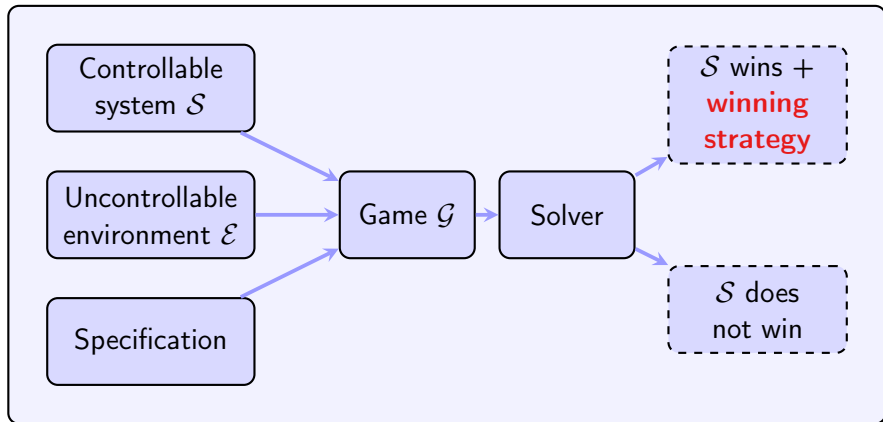 Controllable
system 𝒮
Uncontrollable
environment ℰ
Specification
Game 𝒢
Solver
𝒮 wins +
winning
strategy
𝒮 does
not win